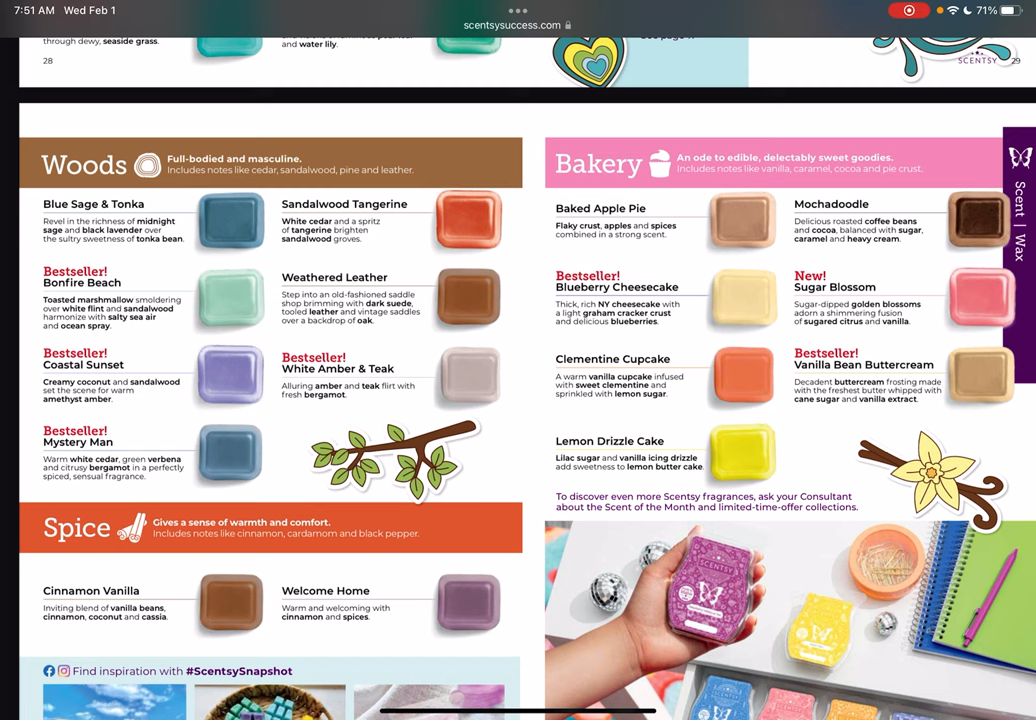 7:51 AM Wed Feb 1
71%
scentsysuccess.com
through dewy, seaside grass.
and water lily.
28
SCENTSY
29
Woods
Full-bodied and masculine.
Includes notes like cedar, sandalwood, pine and leather.
Blue Sage & Tonka
Revel in the richness of midnight
sage and black lavender over
the sultry sweetness of tonka bean.
Bestseller!
Bonfire Beach
Toasted marshmallow smoldering
over white flint and sandalwood
harmonize with salty sea air
and ocean spray.
Bestseller!
Coastal Sunset
Creamy coconut and sandalwood
set the scene for warm
amethyst amber.
Bestseller!
Mystery Man
Warm white cedar, green verbena
and citrusy bergamot in a perfectly
spiced, sensual fragrance.
Sandalwood Tangerine
White cedar and a spritz
of tangerine brighten
sandalwood groves.
Weathered Leather
Step into an old-fashioned saddle
shop brimming with dark suede,
tooled leather and vintage saddles
over a backdrop of oak.
Bestseller!
White Amber & Teak
Alluring amber and teak flirt with
fresh bergamot.
Spice
Gives a sense of warmth and comfort.
Includes notes like cinnamon, cardamom and black pepper.
Cinnamon Vanilla
Inviting blend of vanilla beans,
cinnamon, coconut and cassia.
Welcome Home
Warm and welcoming with
cinnamon and spices.
Find inspiration with #ScentsySnapshot
Bakery
An ode to edible, delectably sweet goodies.
Includes notes like vanilla, caramel, cocoa and pie crust.
Baked Apple Pie
Flaky crust, apples and spices
combined in a strong scent.
Bestseller!
Blueberry Cheesecake
Thick, rich NY cheesecake with
a light graham cracker crust
and delicious blueberries.
Clementine Cupcake
A warm vanilla cupcake infused
with sweet clementine and
sprinkled with lemon sugar.
Lemon Drizzle Cake
Lilac sugar and vanilla icing drizzle
add sweetness to lemon butter cake.
Mochadoodle
Delicious roasted coffee beans
and cocoa, balanced with sugar,
caramel and heavy cream.
New!
Sugar Blossom
Sugar-dipped golden blossoms
adorn a shimmering fusion
of sugared citrus and vanilla.
Bestseller!
Vanilla Bean Buttercream
Decadent buttercream frosting made
with the freshest butter whipped with
cane sugar and vanilla extract.
To discover even more Scentsy fragrances, ask your Consultant
about the Scent of the Month and limited-time-offer collections.
Scent | Wax
SCENTSY